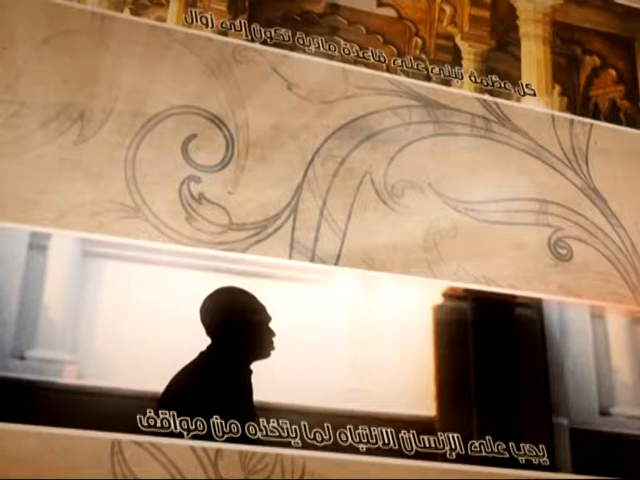 كل عظمة تبنى على قاعدة مادية تكون إلى زوال
يجب على الإنسان الانتباه لما يتخذه من مواقف